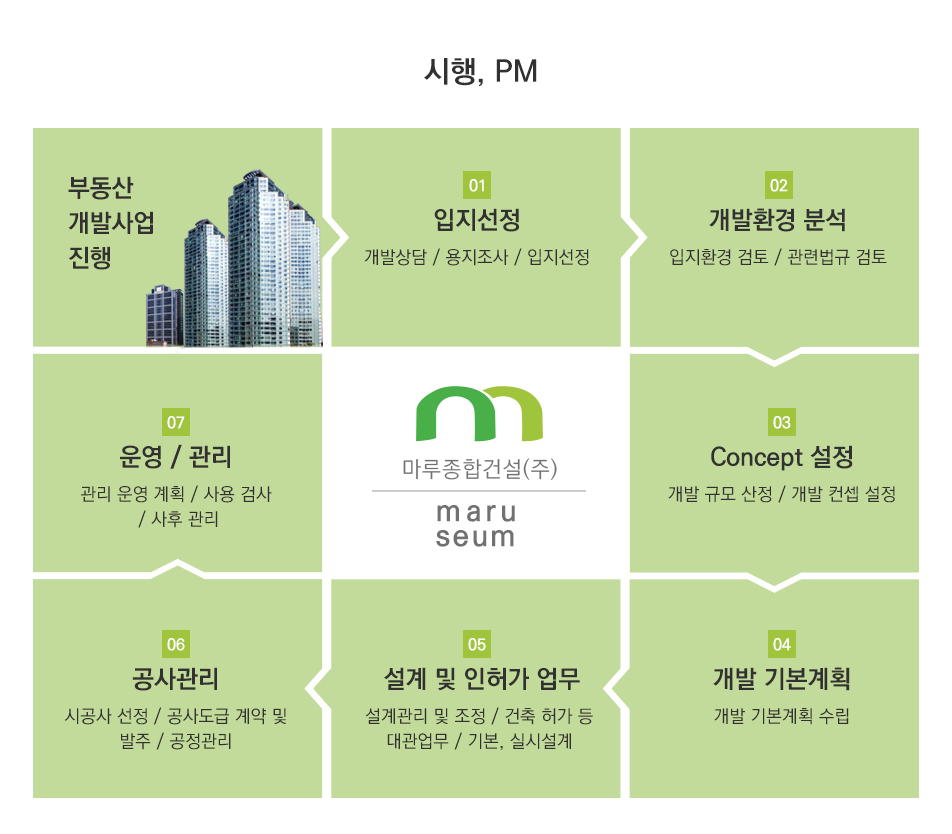 시행, PM
부동산
개발사업
진행
01
입지선정
개발상담 / 용지조사 / 입지선정
02
개발환경 분석
입지환경 검토 / 관련법규 검토
03
Concept 설정
개발 규모 산정 / 개발 컨셉 설정
04
개발 기본계획
개발 기본계획 수립
05
설계 및 인허가 업무
설계관리 및 조정 / 건축 허가 등
대관업무 / 기본, 실시설계
06
공사관리
시공사 선정 / 공사도급 계약 및
발주 / 공정관리
07
운영 / 관리
관리 운영 계획 / 사용 검사
/ 사후 관리
마루종합건설(주)
maru
seum